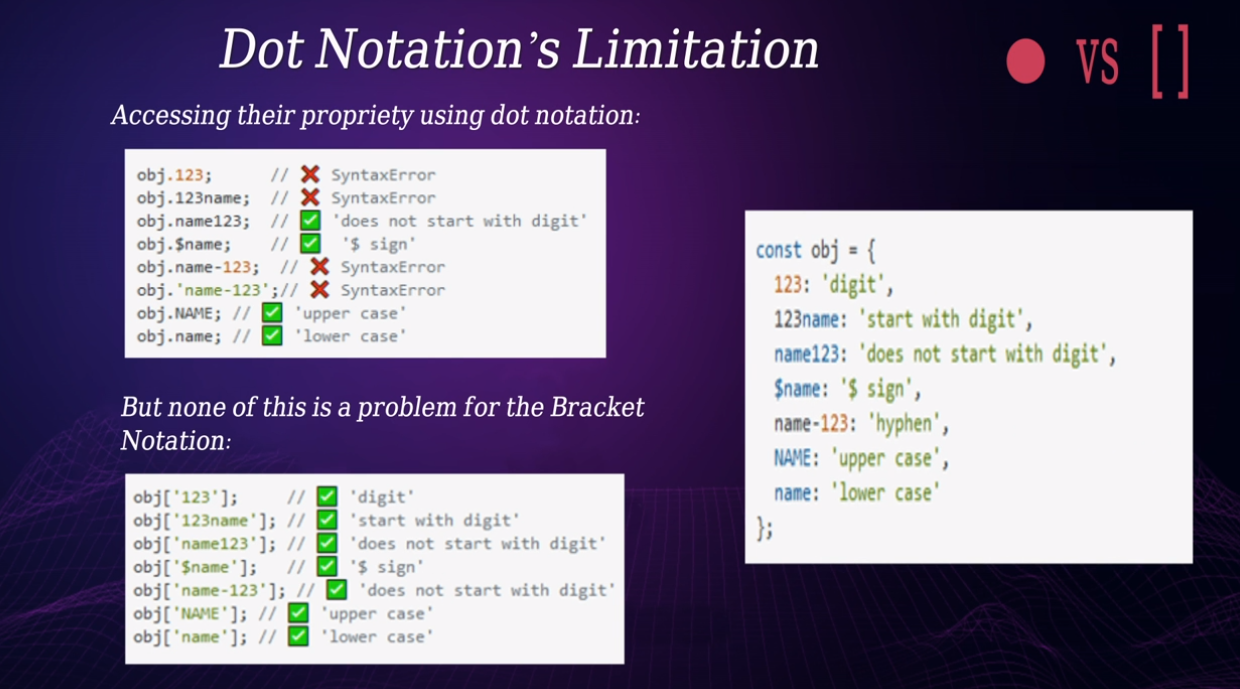 Dot Notation’s Limitation
VS [ ]
Accessing their propriety using dot notation:
obj.123;      // ❌ SyntaxError
obj.123name;  // ❌ SyntaxError
obj.name123;  // ✅ 'does not start with digit'
obj.$name;    // ✅  '$ sign'
obj.name-123;  // ❌ SyntaxError
obj.'name-123';// ❌ SyntaxError
obj.NAME; // ✅ 'upper case'
obj.name; // ✅ 'lower case'
But none of this is a problem for the Bracket
Notation:
obj['123'];     // ✅ 'digit'
obj['123name']; // ✅ 'start with digit'
obj['name123']; // ✅ 'does not start with digit'
obj['$name'];   // ✅ '$ sign'
obj['name-123']; // ✅ 'does not start with digit'
obj['NAME']; // ✅ 'upper case'
obj['name']; // ✅ 'lower case'
const obj = {
  123: 'digit',
  123name: 'start with digit',
  name123: 'does not start with digit',
  $name: '$ sign',
  name-123: 'hyphen',
  NAME: 'upper case',
  name: 'lower case'
};